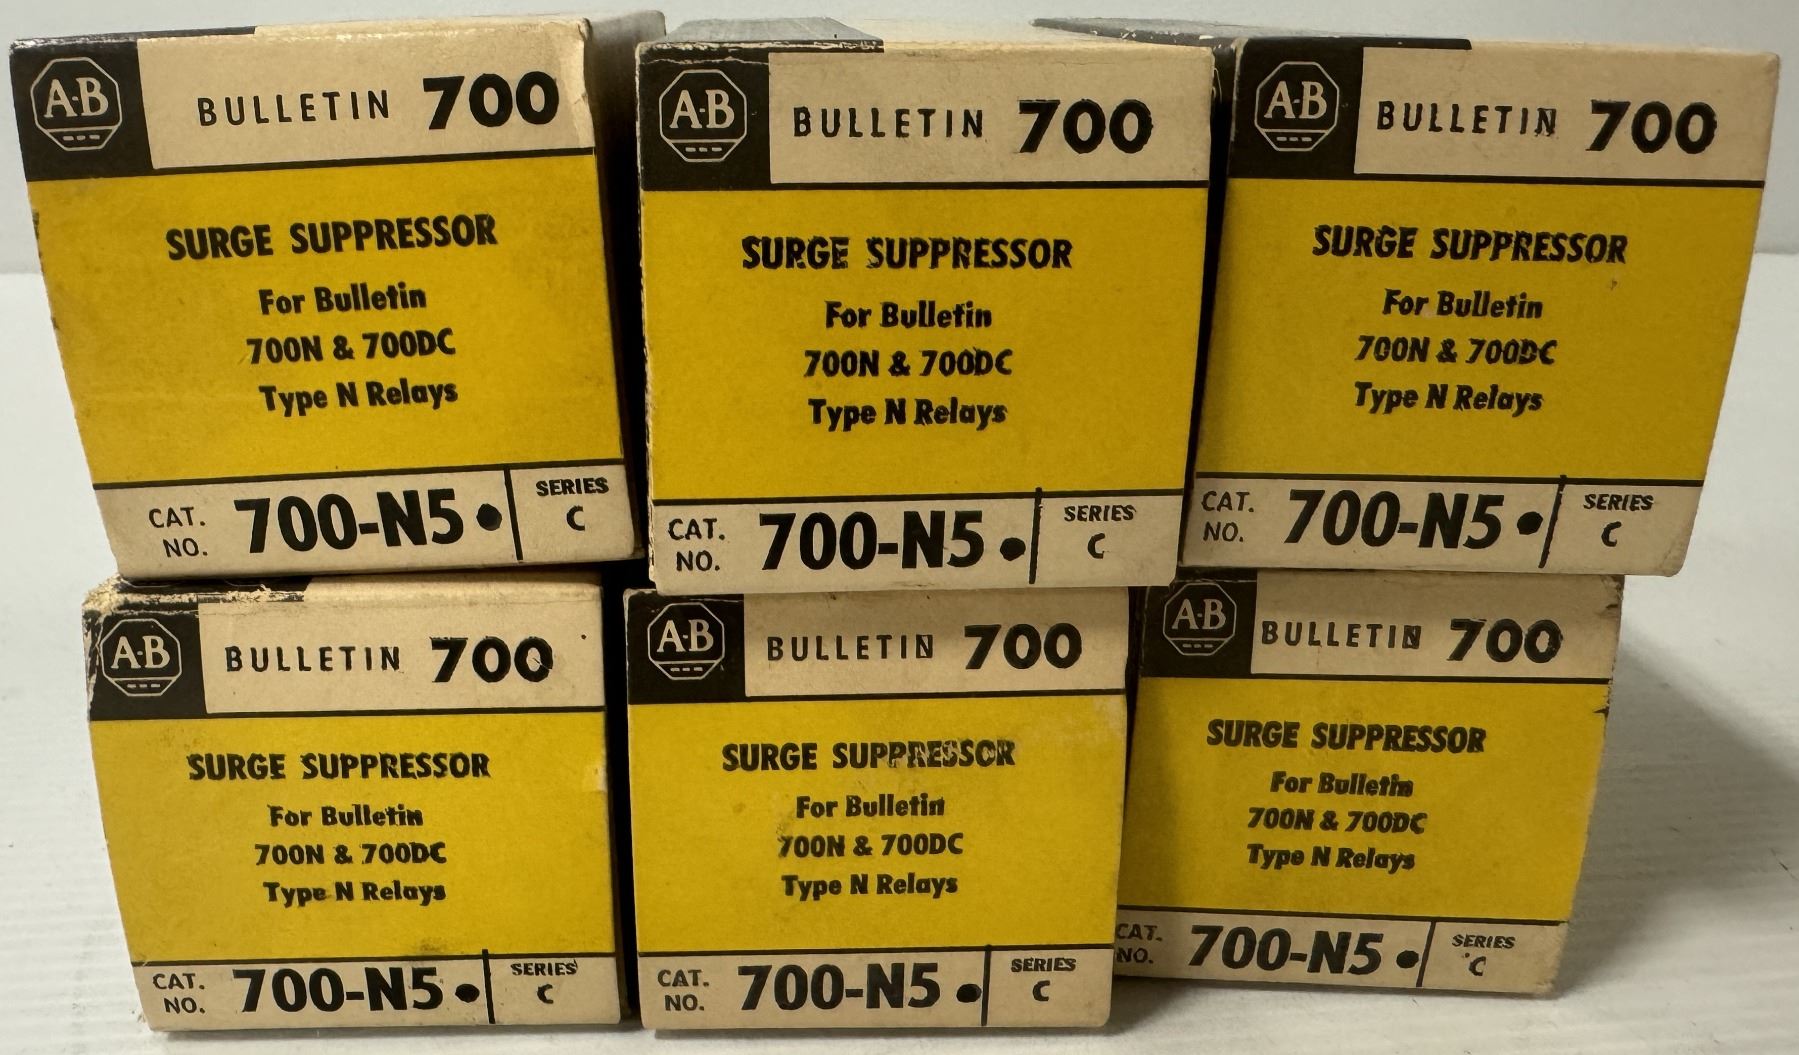 A-B BULLETIN 700
SURGE SUPPRESSOR
For Bulletin
700N & 700DC
Type N Relays
CAT. NO. 700-N5• SERIES C
A-B BULLETIN 700
SURGE SUPPRESSOR
For Bulletin
700N & 700DC
Type N Relays
CAT. NO. 700-N5• SERIES C
A-B BULLETIN 700
SURGE SUPPRESSOR
For Bulletin
700N & 700DC
Type N Relays
CAT. NO. 700-N5• SERIES C
A-B BULLETIN 700
SURGE SUPPRESSOR
For Bulletin
700N & 700DC
Type N Relays
CAT. NO. 700-N5• SERIES C
A-B BULLETIN 700
SURGE SUPPRESSOR
For Bulletin
700N & 700DC
Type N Relays
CAT. NO. 700-N5• SERIES C
A-B BULLETIN 700
SURGE SUPPRESSOR
For Bulletin
700N & 700DC
Type N Relays
CAT. NO. 700-N5• SERIES C